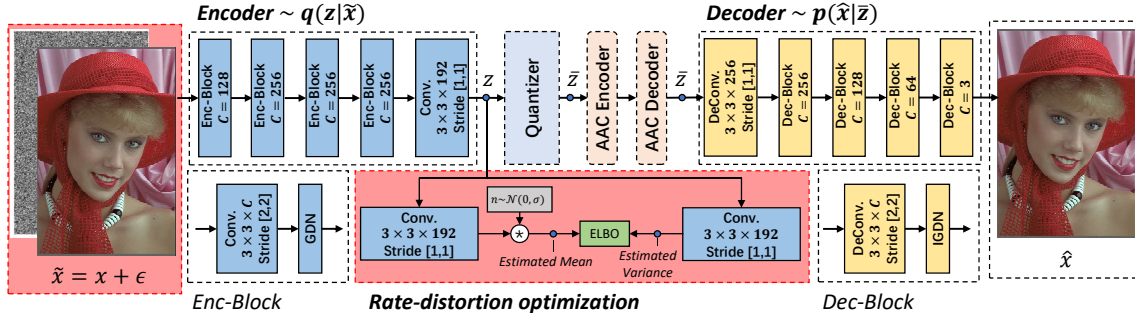 Encoder ~ q(z|x̃)
Decoder ~ p(x̂|z̄)
Enc-Block
C = 128
Enc-Block
C = 256
Enc-Block
C = 256
Enc-Block
C = 256
Conv.
3 × 3 × 192
Stride [1,1]
z
Quantizer
z̄
AAC Encoder
AAC Decoder
z̄
DeConv.
3 × 3 × 256
Stride [1,1]
Dec-Block
C = 256
Dec-Block
C = 128
Dec-Block
C = 64
Dec-Block
C = 3
x̃ = x + ϵ
Conv.
3 × 3 × C
Stride [2,2]
GDN
Enc-Block
Conv.
3 × 3 × 192
Stride [1,1]
n~𝒩(0, σ)
*
Estimated Mean
ELBO
Estimated
Variance
Conv.
3 × 3 × 192
Stride [1,1]
Rate-distortion optimization
DeConv.
3 × 3 × C
Stride [2,2]
IGDN
Dec-Block
x̂